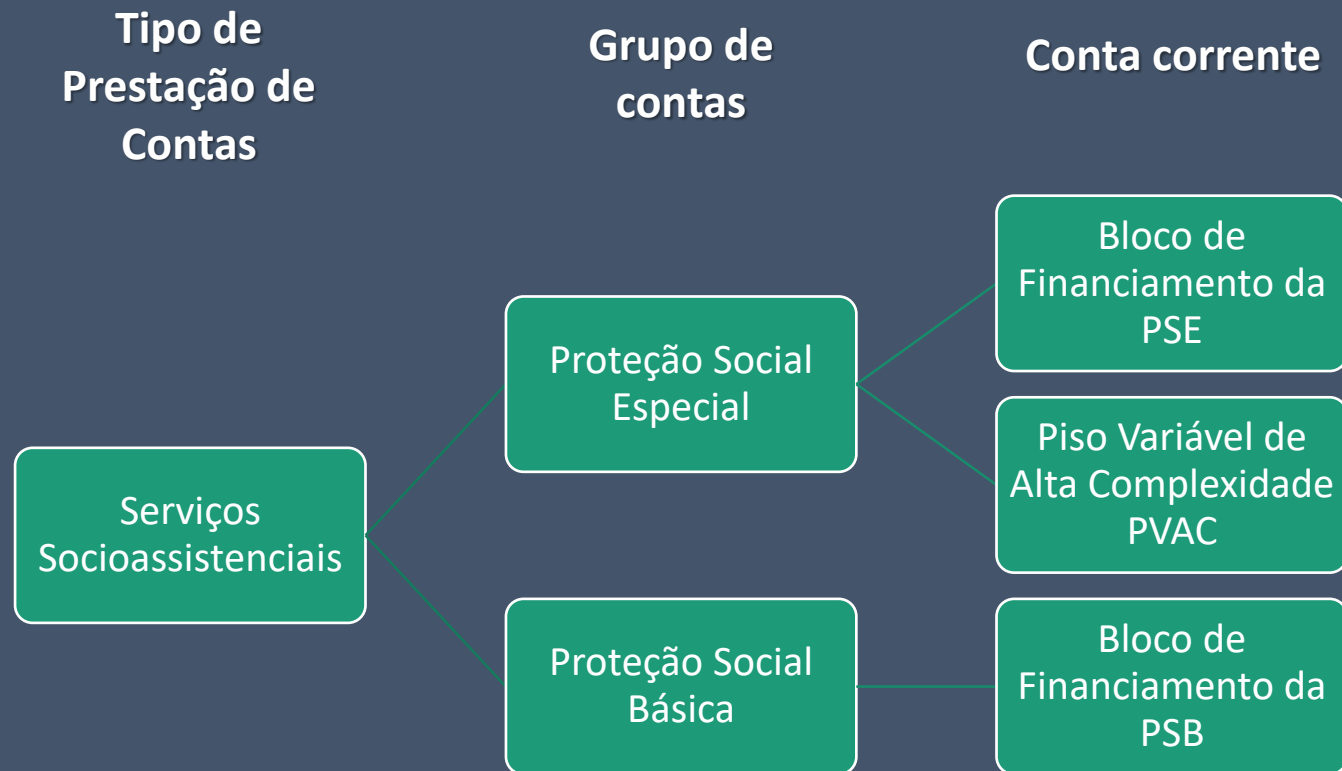 Tipo de
Prestação de
Contas
Grupo de
contas
Conta corrente
Serviços
Socioassistenciais
Proteção Social
Especial
Proteção Social
Básica
Bloco de
Financiamento da
PSE
Piso Variável de
Alta Complexidade
PVAC
Bloco de
Financiamento da
PSB